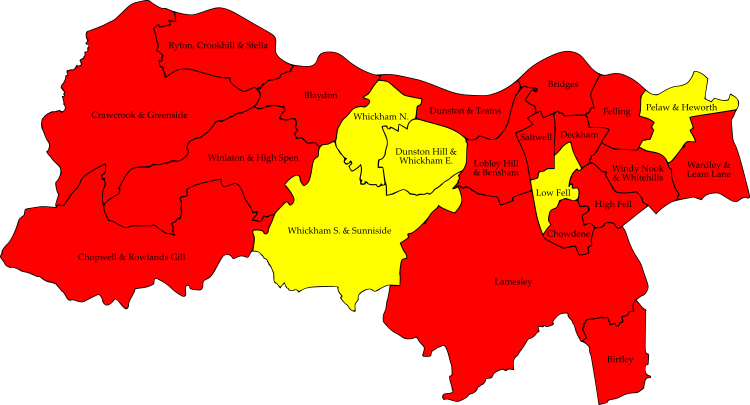 Ryton, Crookhill & Stella
Bridges
Blaydon
Pelaw & Heworth
Crawcrook & Greenside
Whickham N.
Dunston & Teams
Felling
Saltwell
Deckham
Winlaton & High Spen
Dunston Hill &
Whickham E.
Lobley Hill
& Bensham
Windy Nook
& Whitehills
Wardley &
Leam Lane
Low Fell
High Fell
Whickham S. & Sunniside
Chowdene
Chopwell & Rowlands Gill
Lamesley
Birtley